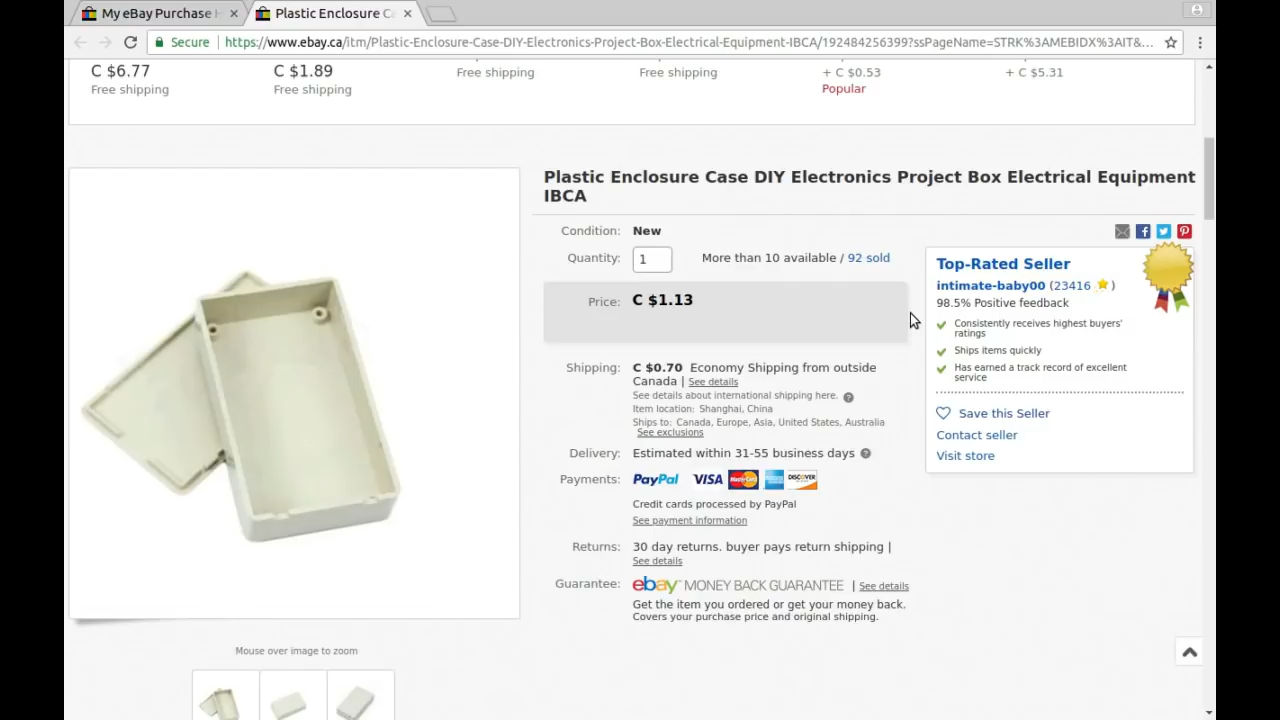 My eBay Purchase H
Plastic Enclosure Ca
Secure
https://www.ebay.ca/itm/Plastic-Enclosure-Case-DIY-Electronics-Project-Box-Electrical-Equipment-IBCA/192484256399?ssPageName=STRK%3AMEBIDX%3AIT&...
C $6.77
C $1.89
Free shipping
Free shipping
+ C $0.53
+ C $5.31
Free shipping
Free shipping
Popular
Plastic Enclosure Case DIY Electronics Project Box Electrical Equipment
IBCA
Condition: New
Quantity: 1 More than 10 available / 92 sold
Price: C $1.13
Shipping: C $0.70 Economy Shipping from outside
Canada | See details
See details about international shipping here. ?
Item location: Shanghai, China
Ships to: Canada, Europe, Asia, United States, Australia
See exclusions
Delivery: Estimated within 31-55 business days ?
Payments: PayPal VISA MasterCard DISCOVER
Credit cards processed by PayPal
See payment information
Returns: 30 day returns. buyer pays return shipping |
See details
Guarantee: ebay MONEY BACK GUARANTEE | See details
Get the item you ordered or get your money back.
Covers your purchase price and original shipping.
Top-Rated Seller
intimate-baby00 (23416 )
98.5% Positive feedback
Consistently receives highest buyers'
ratings
Ships items quickly
Has earned a track record of excellent
service
Save this Seller
Contact seller
Visit store
Mouse over image to zoom